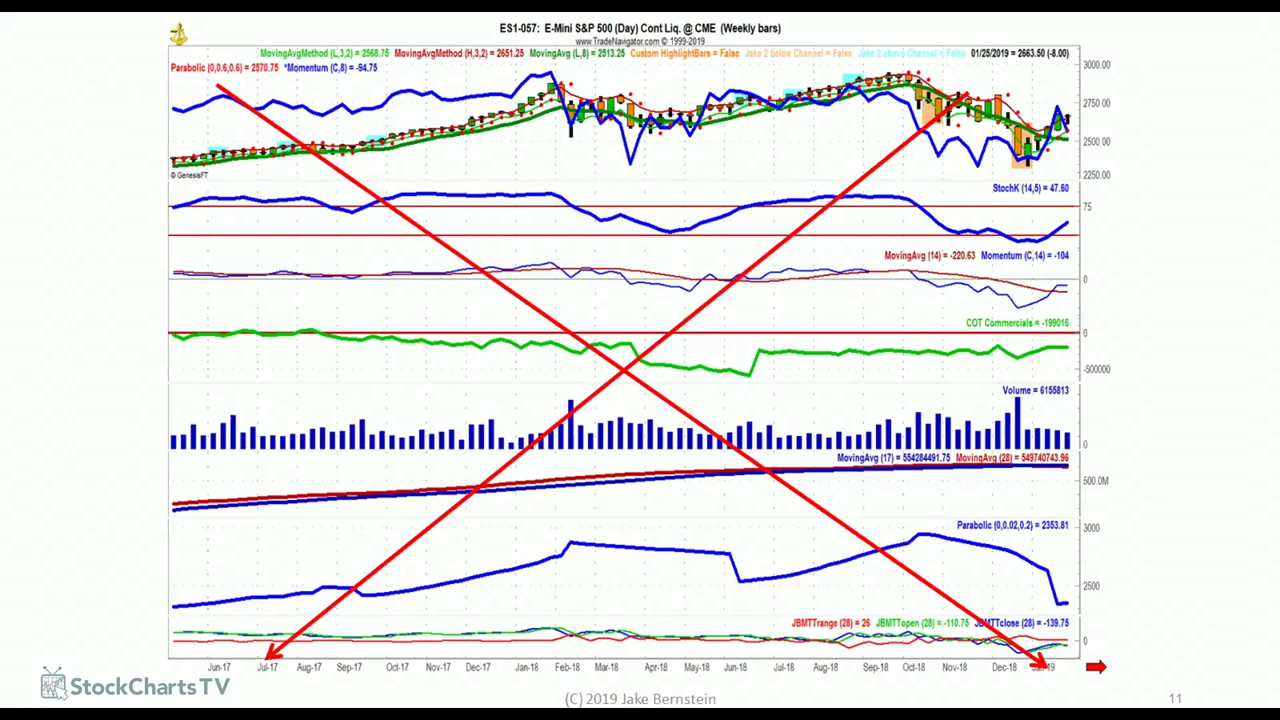 ES1-057: E-Mini S&P 500 (Day) Cont Liq. @ CME (Weekly bars)
www.TradeNavigator.com © 1999-2019
MovingAvgMethod (L,3,2) = 2568.75 MovingAvgMethod (H,3,2) = 2651.25 MovingAvg (L,8) = 2513.25 Custom HighlightBars = False Jake 2 below Channel = False Jake 2 above Channel = False 01/25/2019 = 2663.50 (-8.00)
Parabolic (0,0.6,0.6) = 2570.75 *Momentum (C,8) = -94.75
3000.00
2750.00
2500.00
2250.00
© GenesisFT
StochK (14,5) = 47.60
75
MovingAvg (14) = -220.63 Momentum (C,14) = -104
0
COT Commercials = -199016
0
-500000
Volume = 6155813
0
MovingAvg (17) = 554284491.75 MovingAvg (28) = 549740743.96
500.0M
Parabolic (0,0.02,0.2) = 2353.81
3000
2500
JBMTTrange (28) = 26 JBMTTopen (28) = -110.75 JBMTTclose (28) = -139.75
0
Jun-17 Jul-17 Aug-17 Sep-17 Oct-17 Nov-17 Dec-17 Jan-18 Feb-18 Mar-18 Apr-18 May-18 Jun-18 Jul-18 Aug-18 Sep-18 Oct-18 Nov-18 Dec-18 Jan-19
StockCharts TV
(C) 2019 Jake Bernstein
11